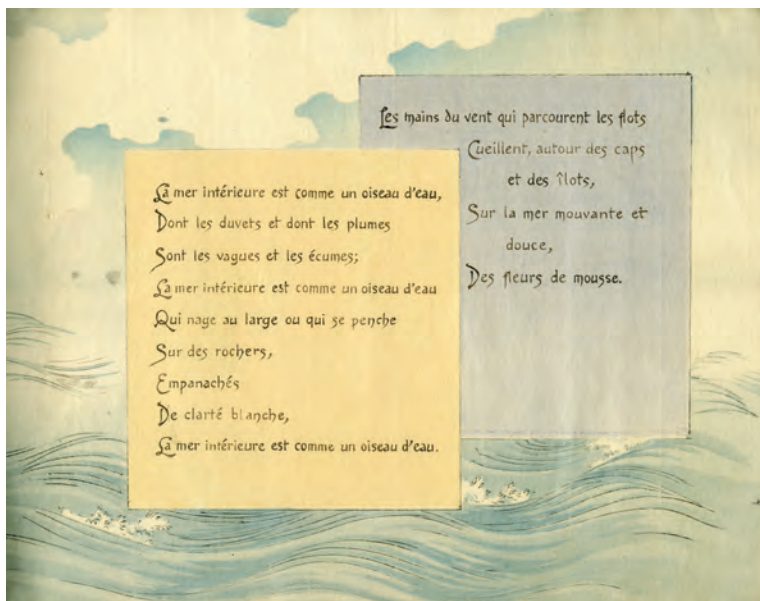 La mer intérieure est comme un oiseau d'eau,
Dont les duvets et dont les plumes
Sont les vagues et les écumes;
La mer intérieure est comme un oiseau d'eau
Qui nage au large ou qui se penche
Sur des rochers,
Empanachés
De clarté blanche,
La mer intérieure est comme un oiseau d'eau.
Les mains du vent qui parcourent les flots
Cueillent, autour des caps
et des îlots,
Sur la mer mouvante et
douce,
Des fleurs de mousse.